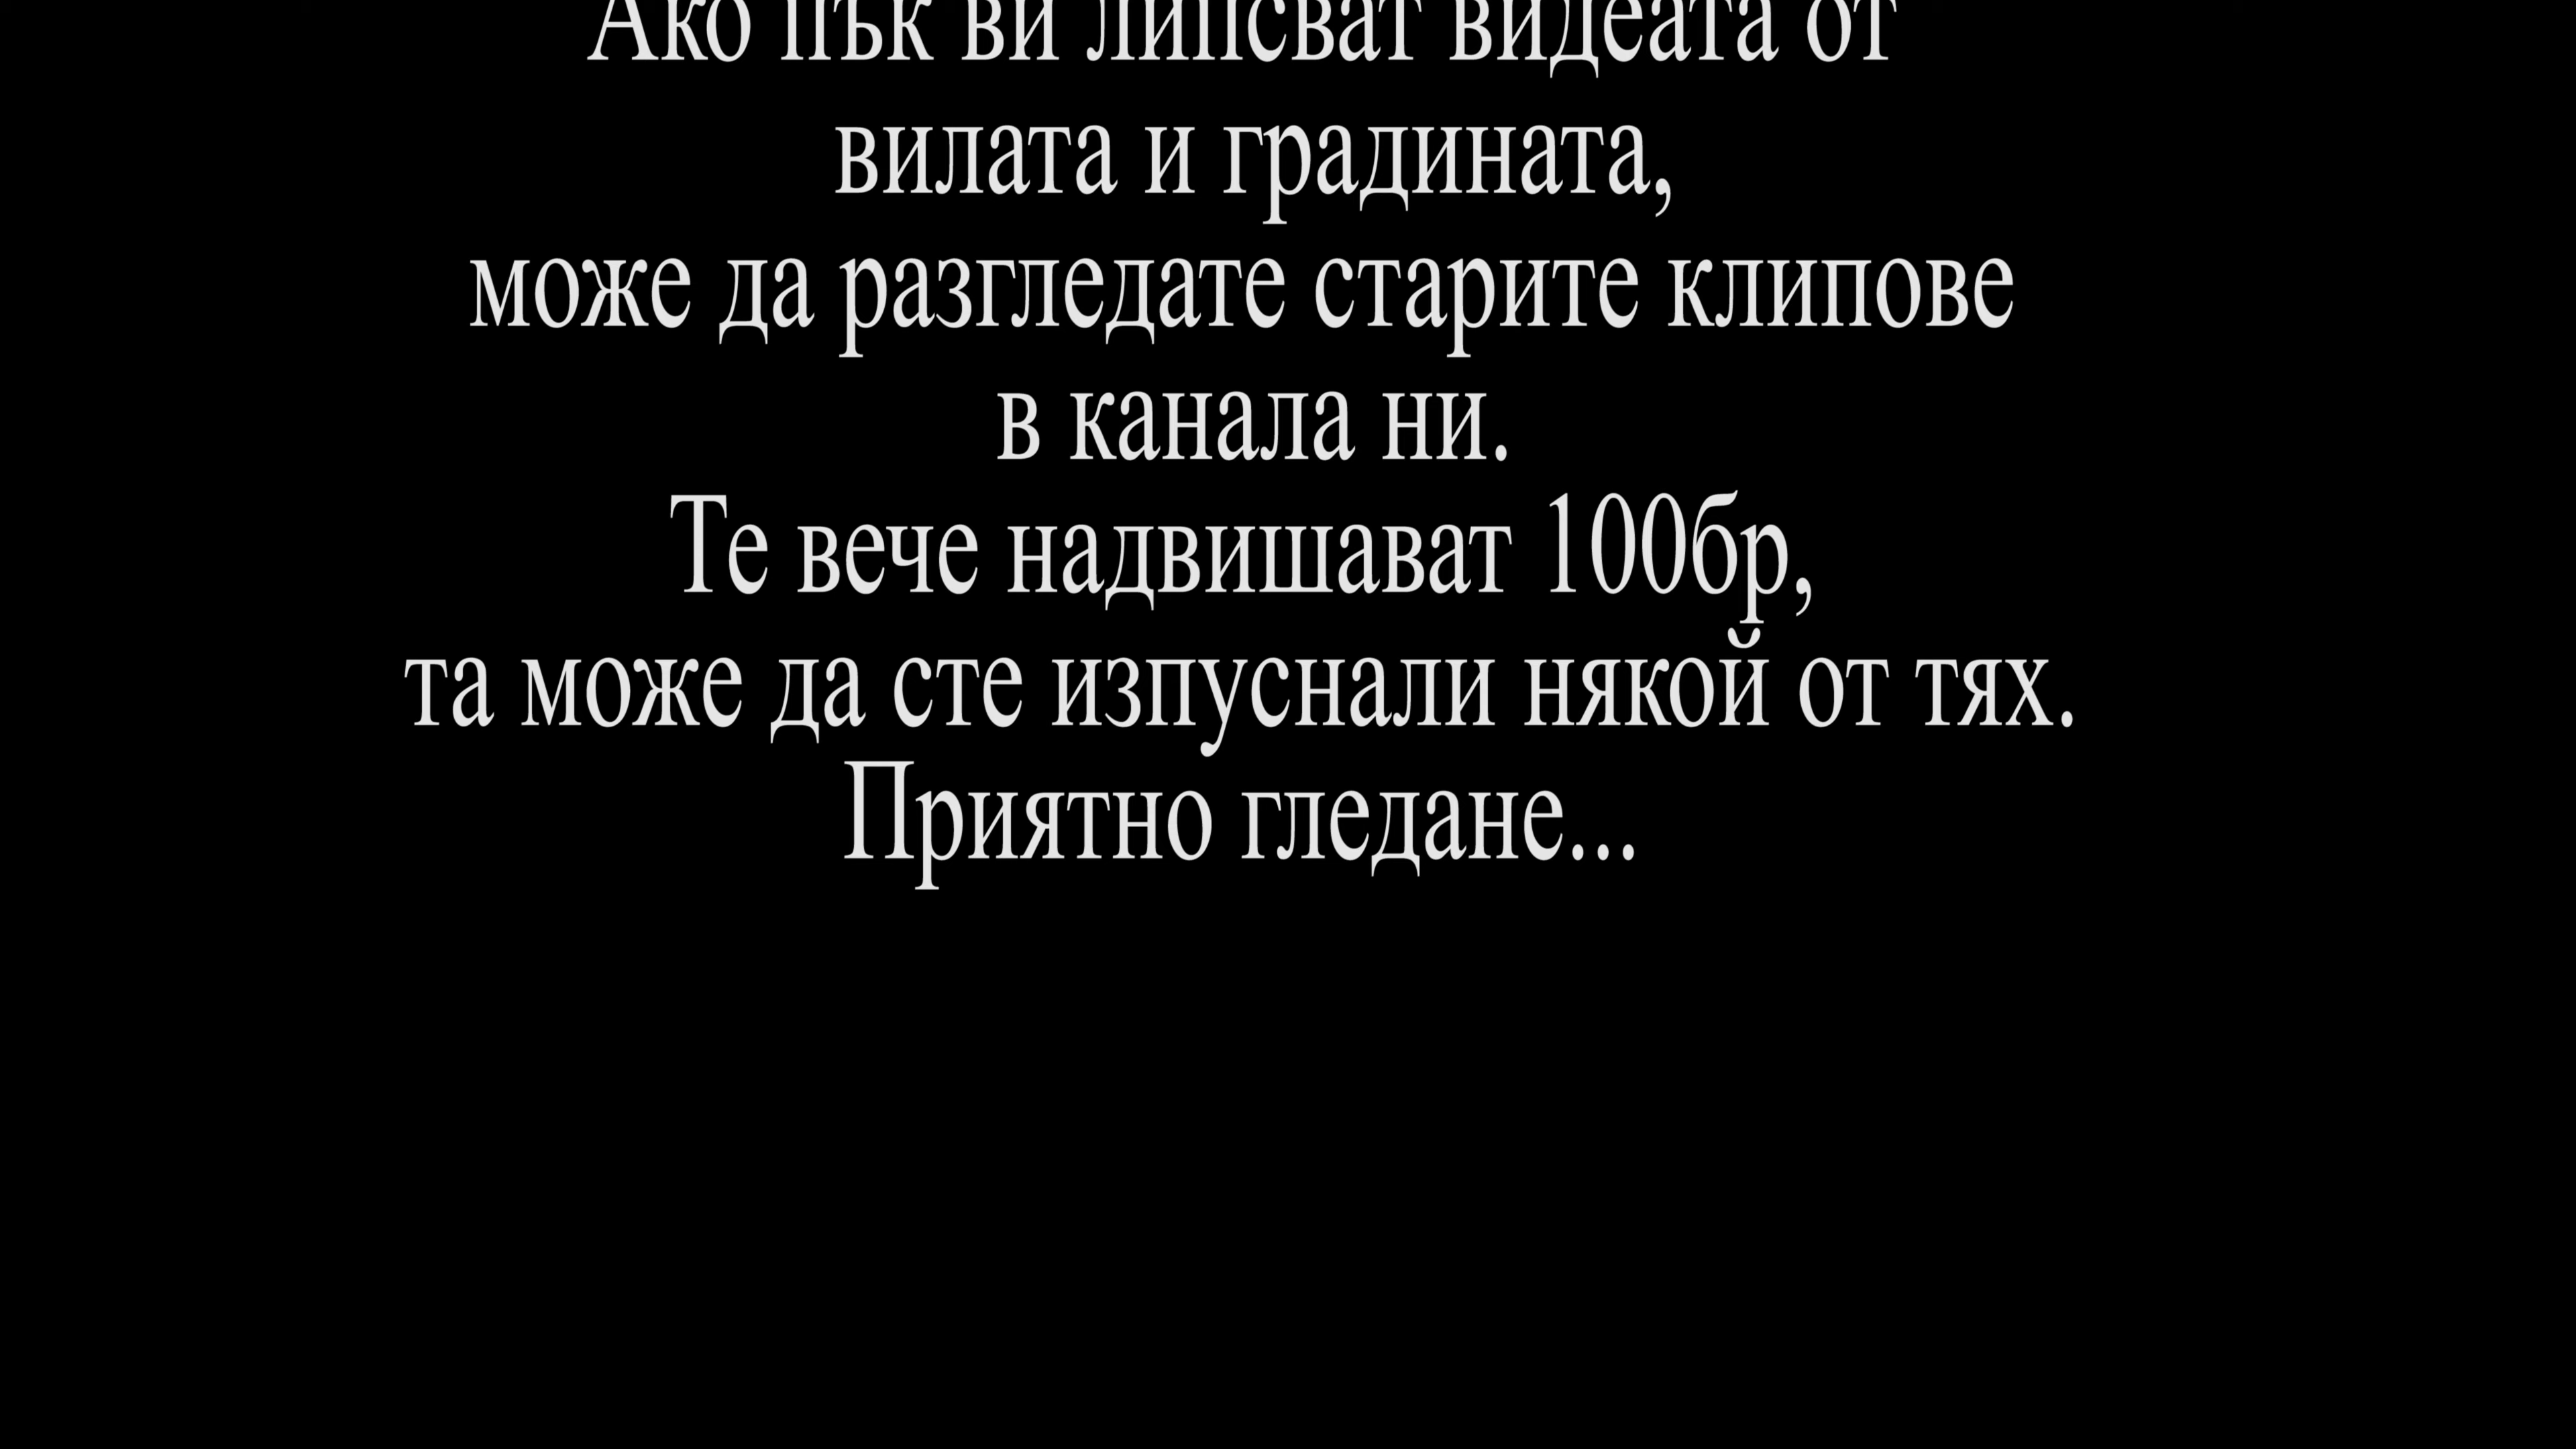 Ако пък ви липсват видеата от
вилата и градината,
може да разгледате старите клипове
в канала ни.
Те вече надвишават 100бр,
та може да сте изпуснали някой от тях.
Приятно гледане...